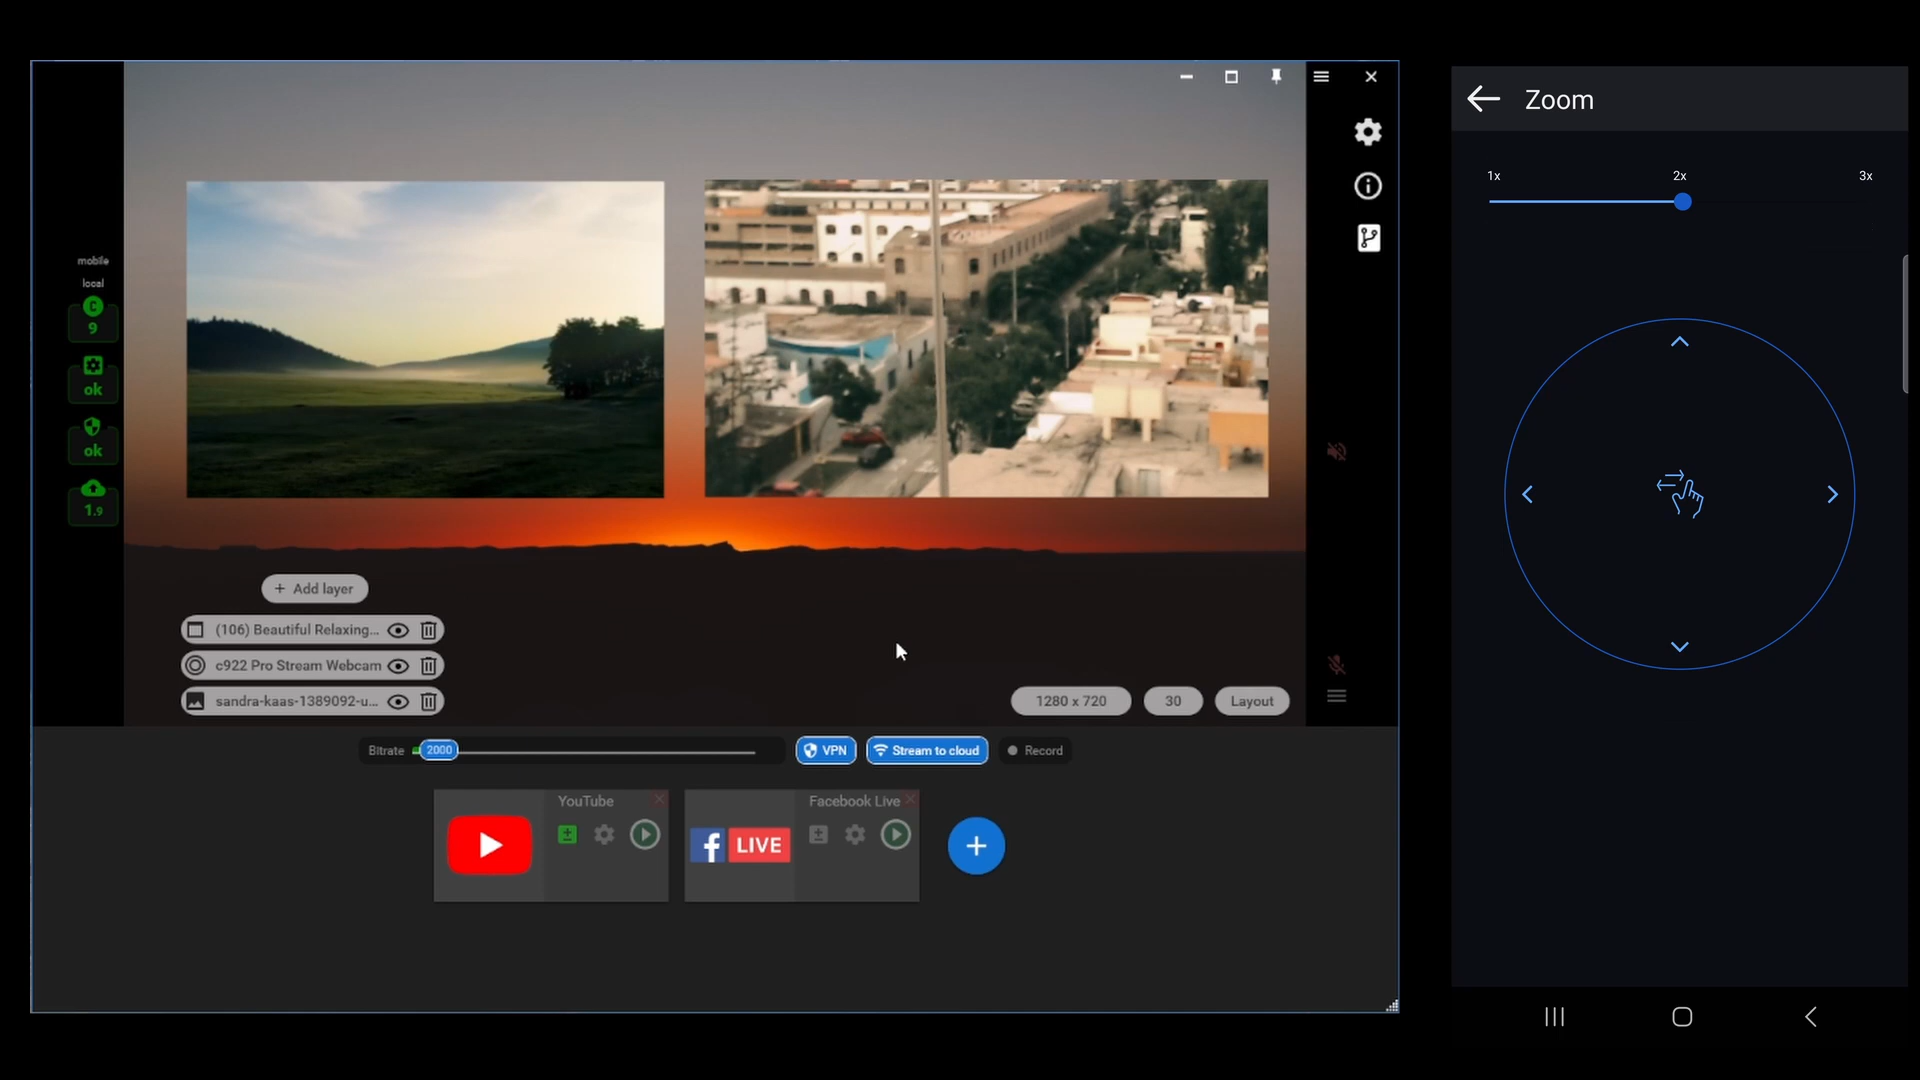 mobile
local
C
9
ok
ok
1.9
+ Add layer
(106) Beautiful Relaxing...
c922 Pro Stream Webcam
sandra-kaas-1389092-u...
1280 x 720
30
Layout
Bitrate
2000
VPN
Stream to cloud
Record
YouTube
Facebook Live
f
LIVE
Zoom
1x
2x
3x